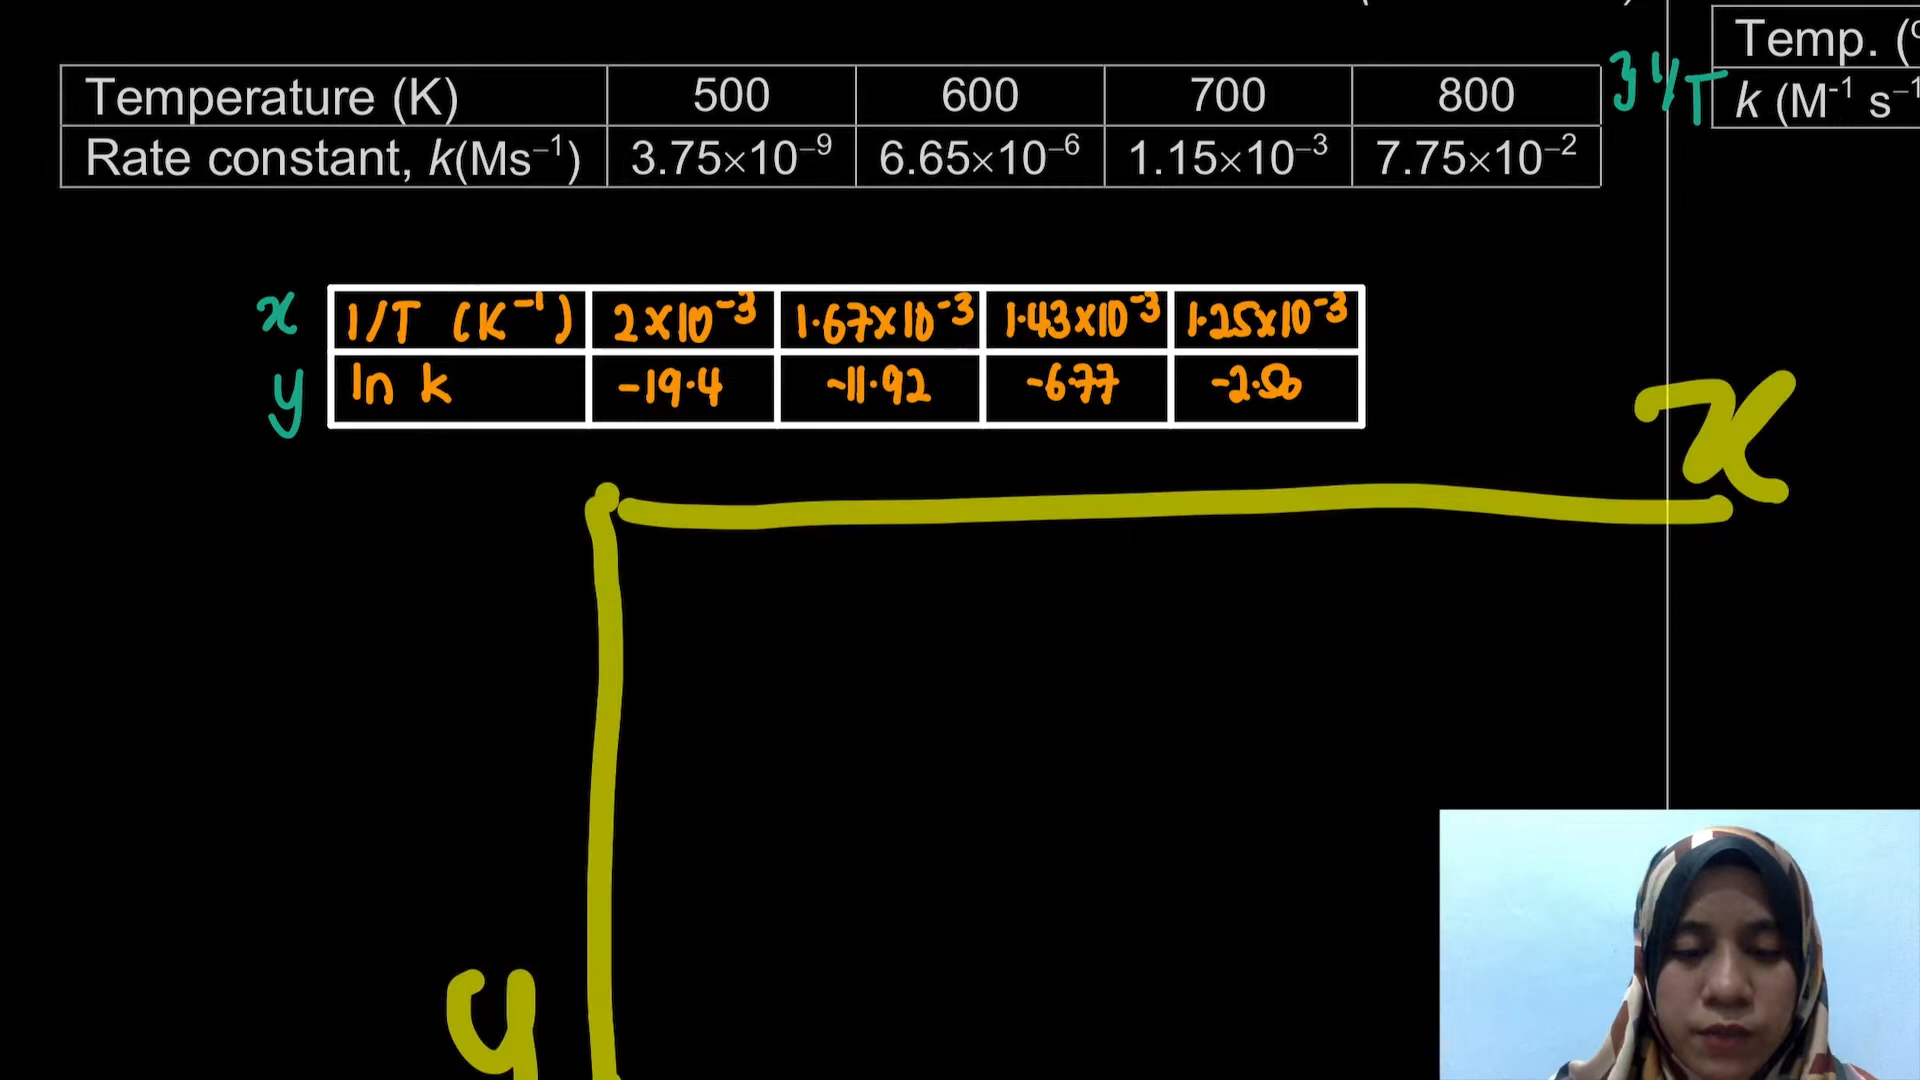 Temp. (
Temperature (K) 500 600 700 800
3 1/T
k (M⁻¹ s⁻¹
Rate constant, k(Ms⁻¹) 3.75×10⁻⁹ 6.65×10⁻⁶ 1.15×10⁻³ 7.75×10⁻²
x 1/T (K⁻¹) 2×10⁻³ 1.67×10⁻³ 1.43×10⁻³ 1.25×10⁻³
y ln k -19.4 -11.92 -6.77
x
y